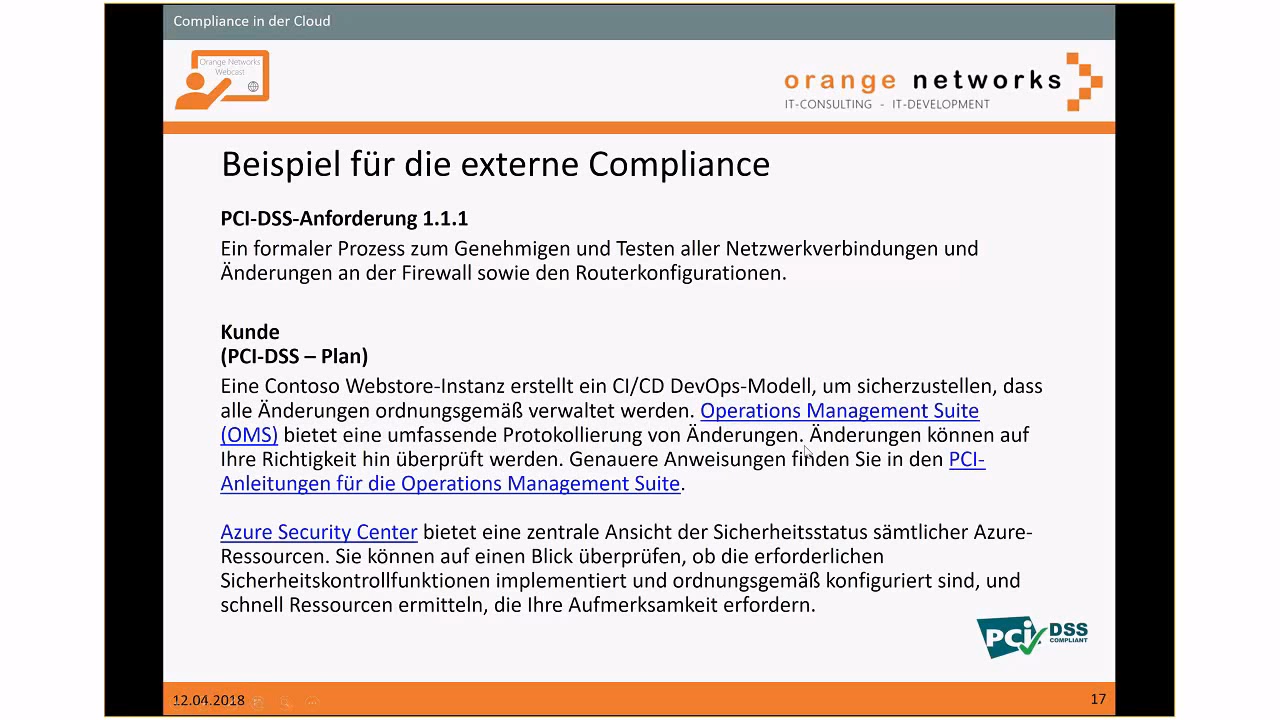 Compliance in der Cloud
Orange Networks
Webcast
orange networks
IT-CONSULTING - IT-DEVELOPMENT
Beispiel für die externe Compliance
PCI-DSS-Anforderung 1.1.1
Ein formaler Prozess zum Genehmigen und Testen aller Netzwerkverbindungen und
Änderungen an der Firewall sowie den Routerkonfigurationen.
Kunde
(PCI-DSS – Plan)
Eine Contoso Webstore-Instanz erstellt ein CI/CD DevOps-Modell, um sicherzustellen, dass
alle Änderungen ordnungsgemäß verwaltet werden. Operations Management Suite
(OMS) bietet eine umfassende Protokollierung von Änderungen. Änderungen können auf
Ihre Richtigkeit hin überprüft werden. Genauere Anweisungen finden Sie in den PCI-
Anleitungen für die Operations Management Suite.
Azure Security Center bietet eine zentrale Ansicht der Sicherheitsstatus sämtlicher Azure-
Ressourcen. Sie können auf einen Blick überprüfen, ob die erforderlichen
Sicherheitskontrollfunktionen implementiert und ordnungsgemäß konfiguriert sind, und
schnell Ressourcen ermitteln, die Ihre Aufmerksamkeit erfordern.
PCI DSS
COMPLIANT
12.04.2018
17